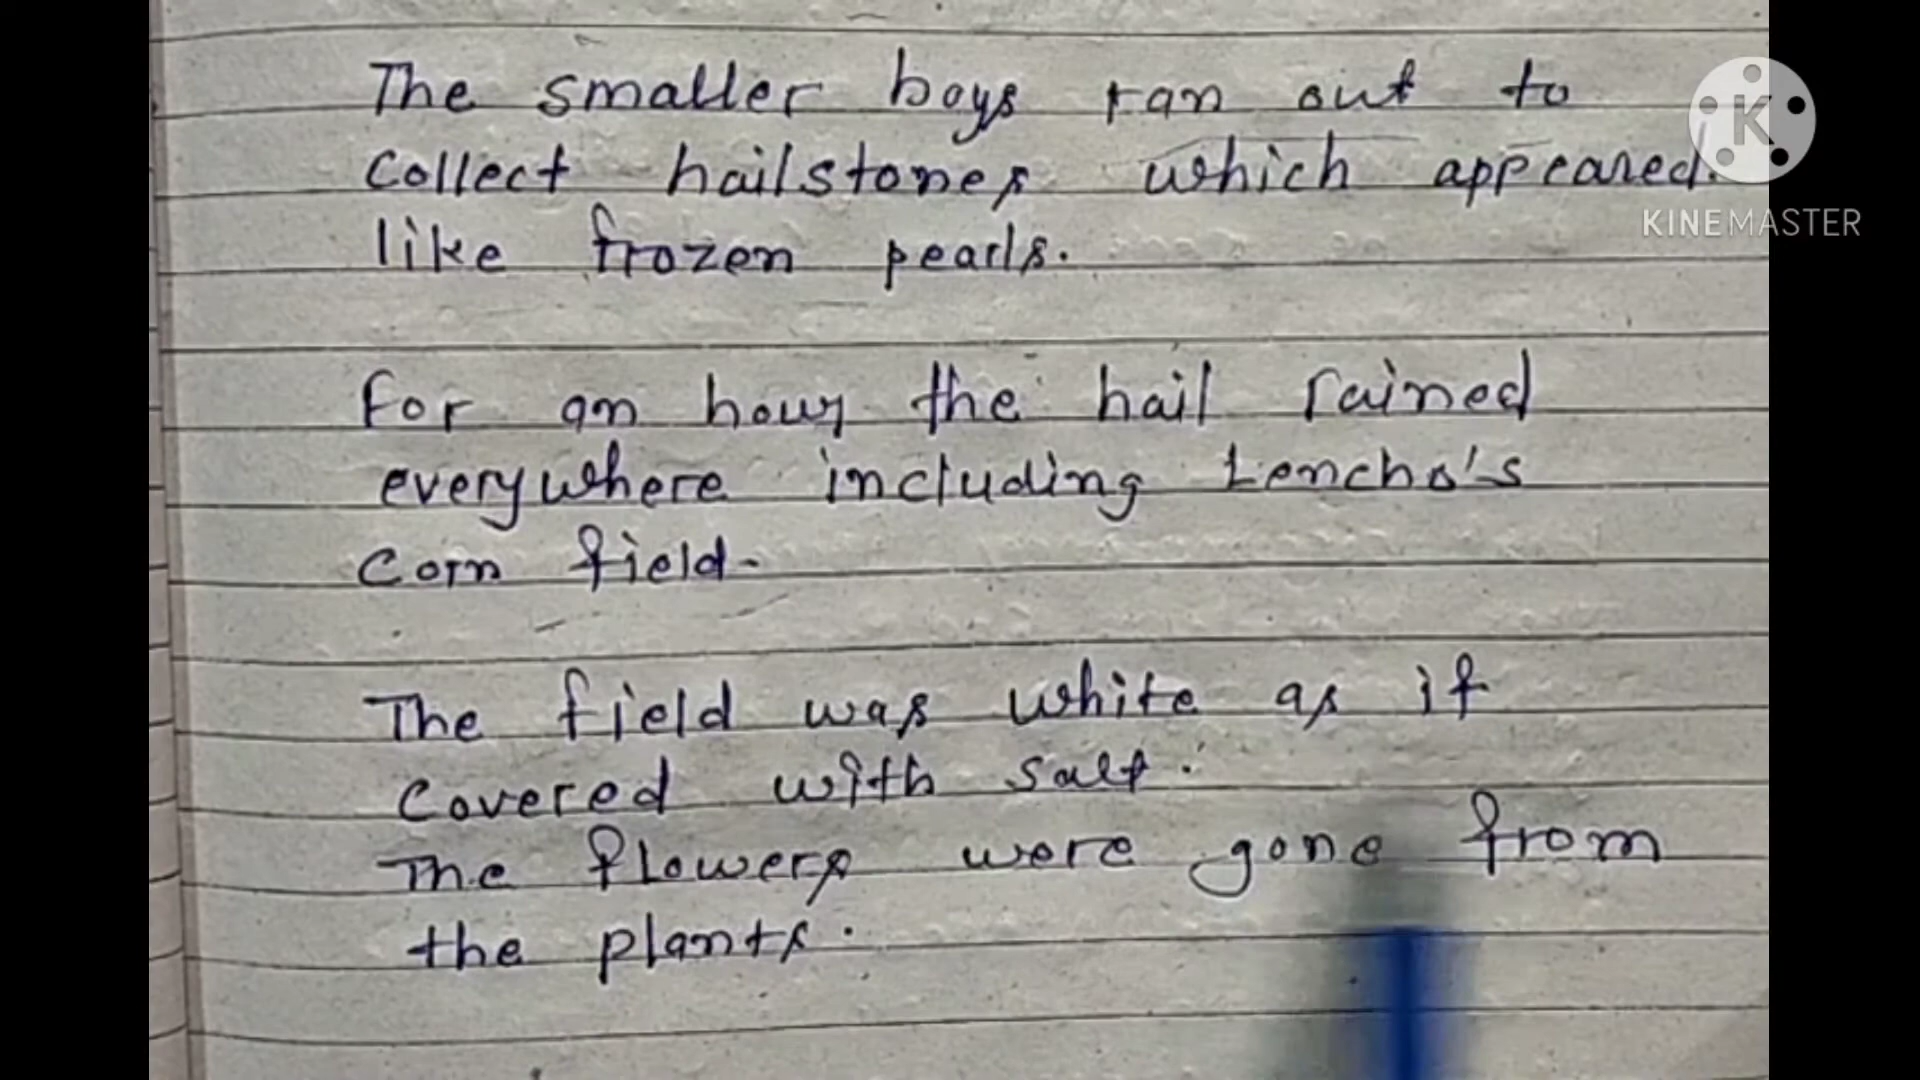 The smaller boys ran out to
collect hailstones which appeared
like frozen pearls.
For an hour the hail rained
everywhere including Lencho's
corn field.
The field was white as if
covered with salt.
The flowers were gone from
the plants.
K
KINEMASTER